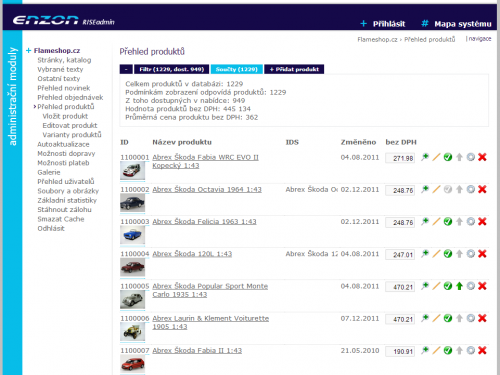 enzon RISEadmin
+ Přihlásit # Mapa systému
Flameshop.cz › Přehled produktů | navigace
administrační moduly
+ Flameshop.cz
Stránky, katalog
Vybrané texty
Ostatní texty
Přehled novinek
Přehled objednávek
Přehled produktů
Vložit produkt
Editovat produkt
Varianty produktů
Autoaktualizace
Možnosti dopravy
Možnosti plateb
Galerie
Přehled uživatelů
Soubory a obrázky
Základní statistiky
Stáhnout zálohu
Smazat Cache
Odhlásit
Přehled produktů
- Filtr (1229, dost. 949) Součty (1229) + Přidat produkt
Celkem produktů v databázi: 1229
Podmínkám zobrazení odpovídá produktů: 1229
Z toho dostupných v nabídce: 949
Hodnota produktů bez DPH: 445 134
Průměrná cena produktu bez DPH: 362
ID Název produktu IDS Změněno bez DPH
1100001 Abrex Škoda Fabia WRC EVO II Kopecký 1:43 04.08.2011 271.98
1100002 Abrex Škoda Octavia 1964 1:43 Abrex Škoda Oc 02.12.2011 248.76
1100003 Abrex Škoda Felicia 1963 1:43 02.12.2011 248.76
1100004 Abrex Škoda 120L 1:43 Abrex Škoda 12 04.08.2011 247.01
1100005 Abrex Škoda Popular Sport Monte Carlo 1935 1:43 04.08.2011 470.21
1100006 Abrex Laurin & Klement Voiturette 1905 1:43 07.12.2011 470.21
1100007 Abrex Škoda Fabia II 1:43 21.05.2010 190.91